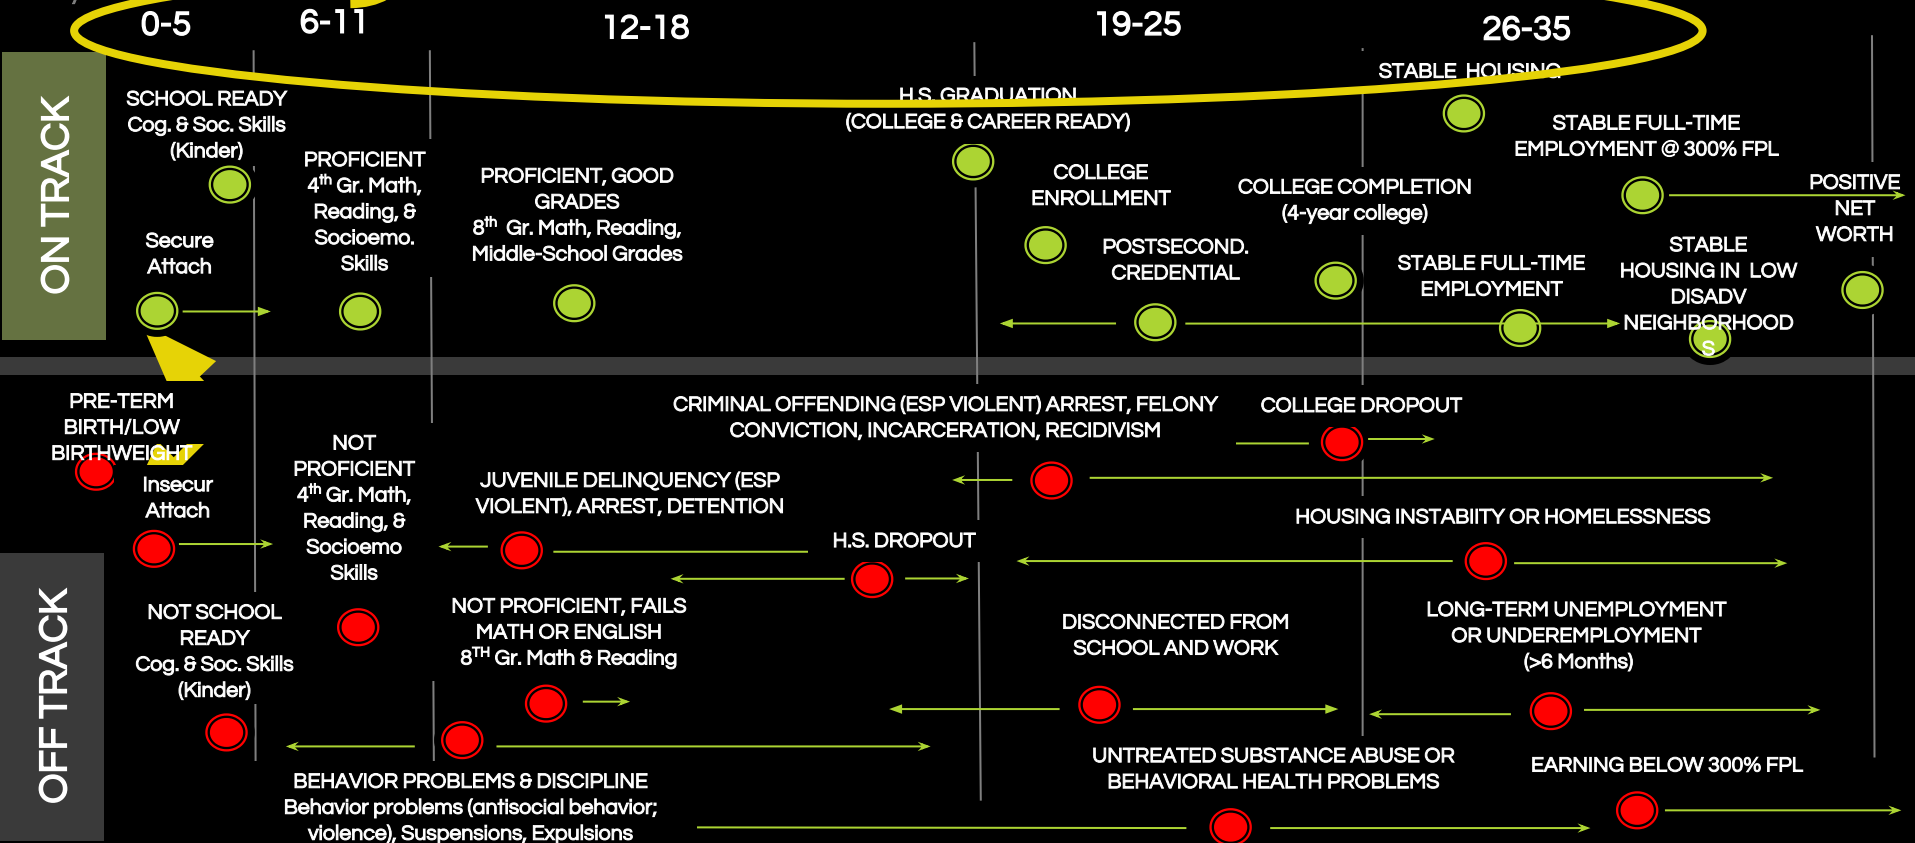 0-5
6-11
12-18
19-25
26-35
ON TRACK
SCHOOL READY
Cog. & Soc. Skills
(Kinder)
Secure
Attach
PROFICIENT
4th Gr. Math,
Reading, &
Socioemo.
Skills
PROFICIENT, GOOD
GRADES
8th Gr. Math, Reading,
Middle-School Grades
H.S. GRADUATION
(COLLEGE & CAREER READY)
COLLEGE
ENROLLMENT
POSTSECOND.
CREDENTIAL
COLLEGE COMPLETION
(4-year college)
STABLE HOUSING
STABLE FULL-TIME
EMPLOYMENT @ 300% FPL
STABLE FULL-TIME
EMPLOYMENT
STABLE
HOUSING IN LOW
DISADV
NEIGHBORHOOD
S
POSITIVE
NET
WORTH
OFF TRACK
PRE-TERM
BIRTH/LOW
BIRTHWEIGHT
Insecur
Attach
NOT SCHOOL
READY
Cog. & Soc. Skills
(Kinder)
NOT
PROFICIENT
4th Gr. Math,
Reading, &
Socioemo
Skills
JUVENILE DELINQUENCY (ESP
VIOLENT), ARREST, DETENTION
NOT PROFICIENT, FAILS
MATH OR ENGLISH
8TH Gr. Math & Reading
BEHAVIOR PROBLEMS & DISCIPLINE
Behavior problems (antisocial behavior;
violence), Suspensions, Expulsions
CRIMINAL OFFENDING (ESP VIOLENT) ARREST, FELONY
CONVICTION, INCARCERATION, RECIDIVISM
H.S. DROPOUT
COLLEGE DROPOUT
HOUSING INSTABIITY OR HOMELESSNESS
DISCONNECTED FROM
SCHOOL AND WORK
LONG-TERM UNEMPLOYMENT
OR UNDEREMPLOYMENT
(>6 Months)
UNTREATED SUBSTANCE ABUSE OR
BEHAVIORAL HEALTH PROBLEMS
EARNING BELOW 300% FPL